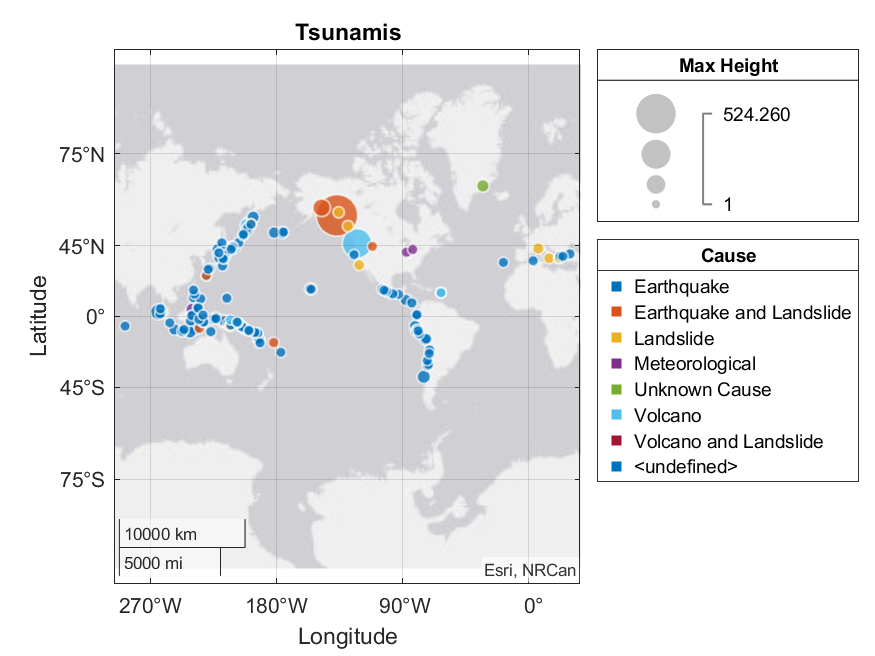 Tsunamis
75°N
45°N
0°
45°S
75°S
Latitude
10000 km
5000 mi
Esri, NRCan
270°W
180°W
90°W
0°
Longitude
Max Height
524.260
1
Cause
Earthquake
Earthquake and Landslide
Landslide
Meteorological
Unknown Cause
Volcano
Volcano and Landslide
<undefined>